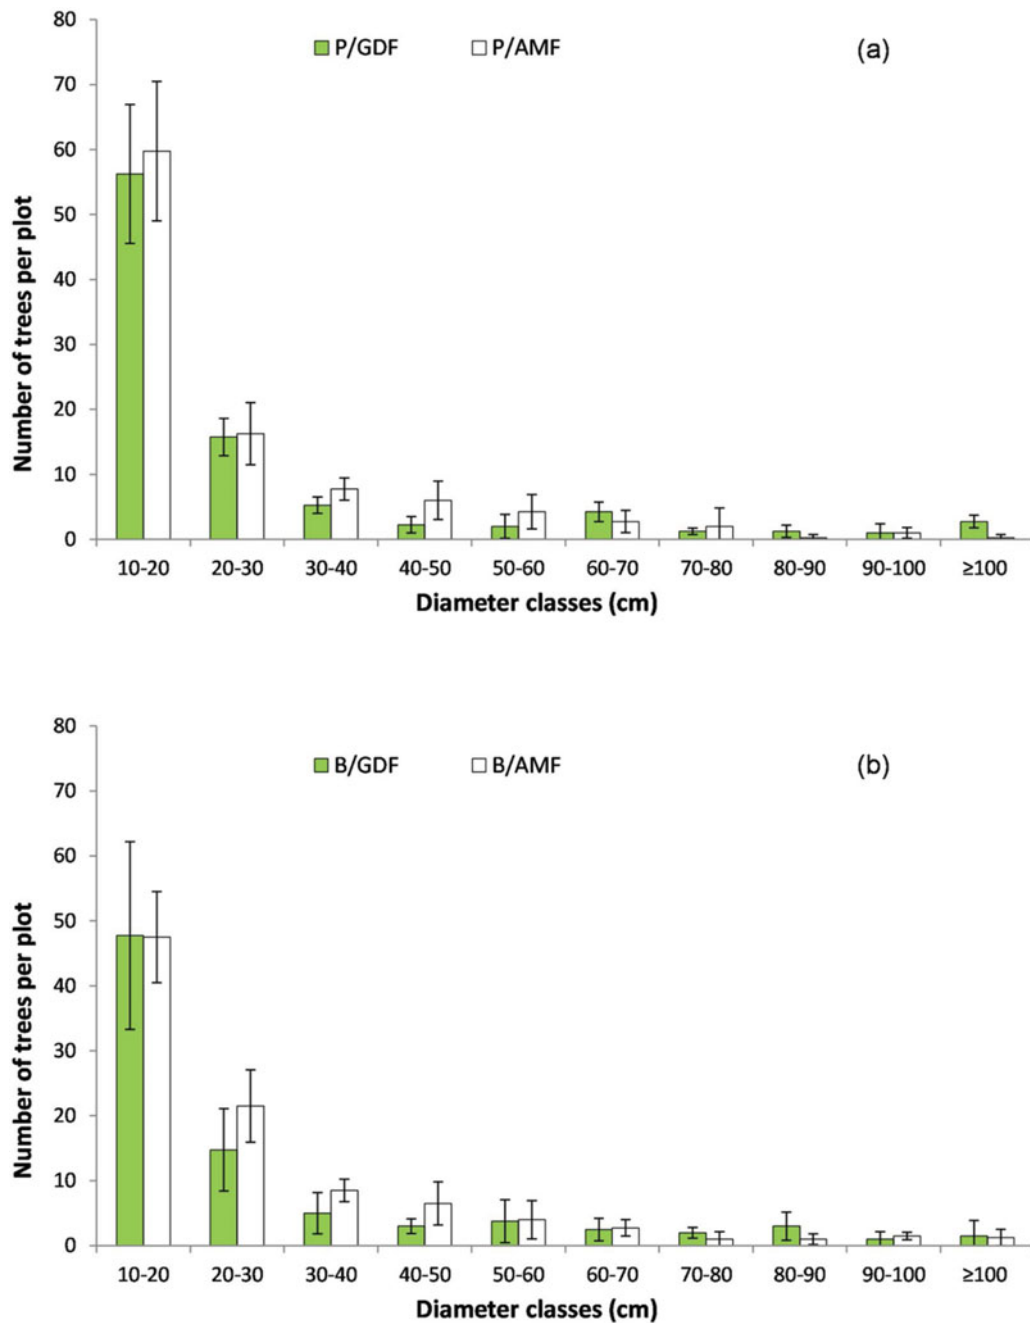 80
P/GDF P/AMF (a)
70
60
50
40
30
20
10
0
Number of trees per plot
10-20 20-30 30-40 40-50 50-60 60-70 70-80 80-90 90-100 ≥100
Diameter classes (cm)
80
B/GDF B/AMF (b)
70
60
50
40
30
20
10
0
Number of trees per plot
10-20 20-30 30-40 40-50 50-60 60-70 70-80 80-90 90-100 ≥100
Diameter classes (cm)